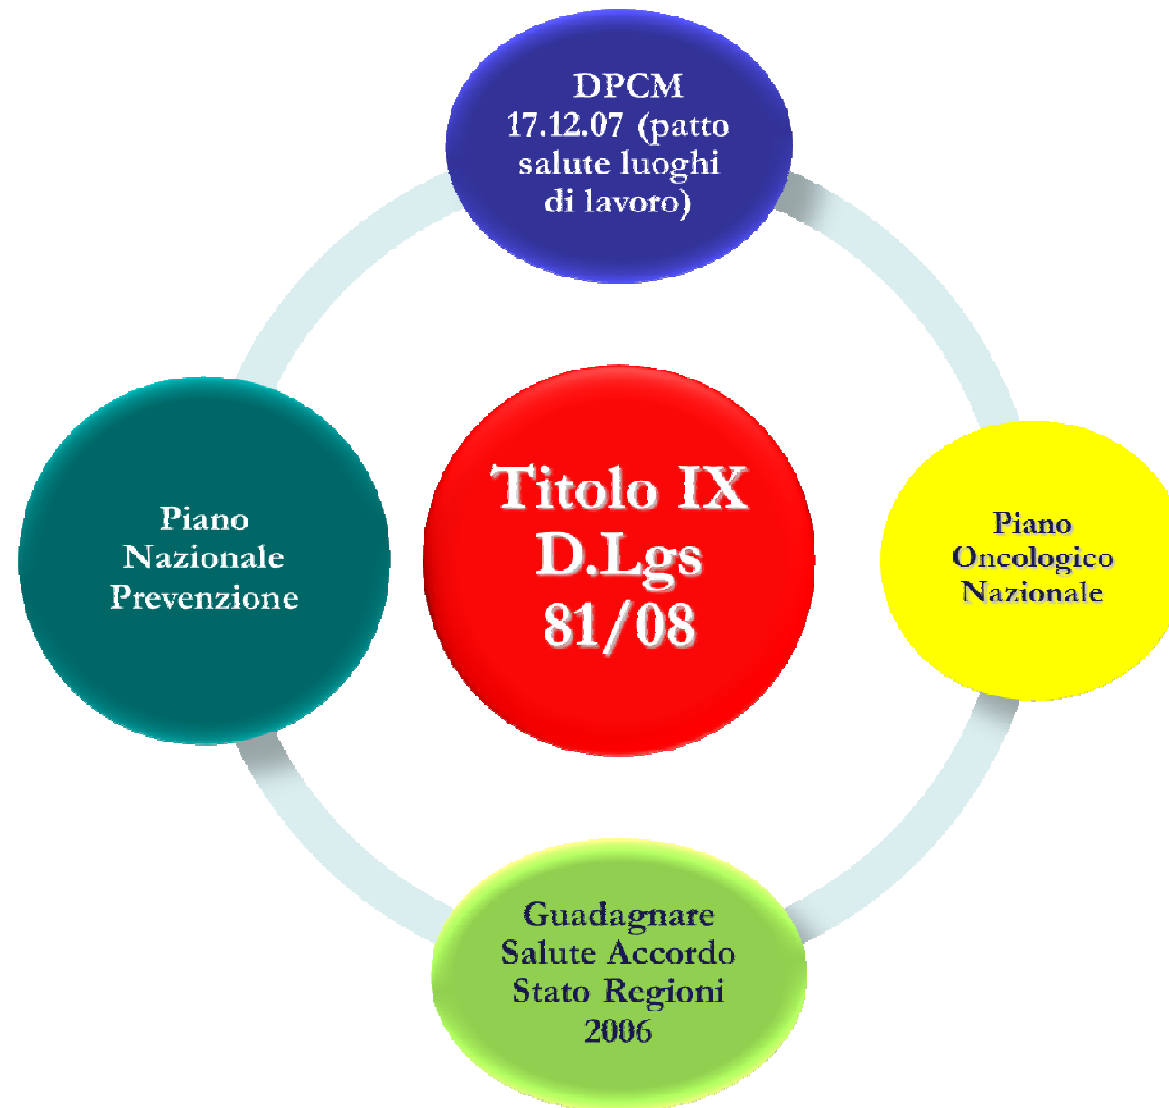 DPCM
17.12.07 (patto
salute luoghi
di lavoro)
Piano
Nazionale
Prevenzione
Titolo IX
D.Lgs
81/08
Piano
Oncologico
Nazionale
Guadagnare
Salute Accordo
Stato Regioni
2006